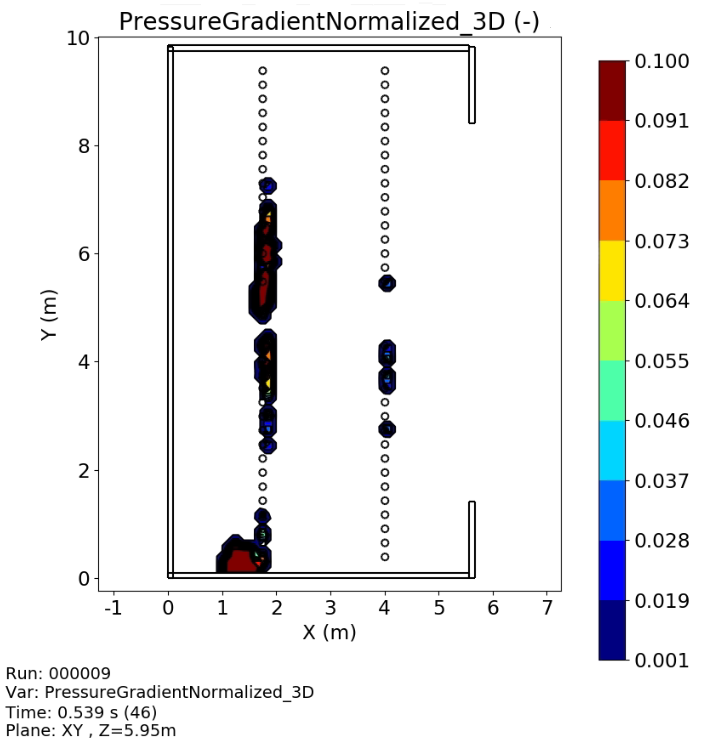 PressureGradientNormalized_3D (-)
10
8
6
4
2
0
Y (m)
-1 0 1 2 3 4 5 6 7
X (m)
0.100
0.091
0.082
0.073
0.064
0.055
0.046
0.037
0.028
0.019
0.001
Run: 000009
Var: PressureGradientNormalized_3D
Time: 0.539 s (46)
Plane: XY , Z=5.95m